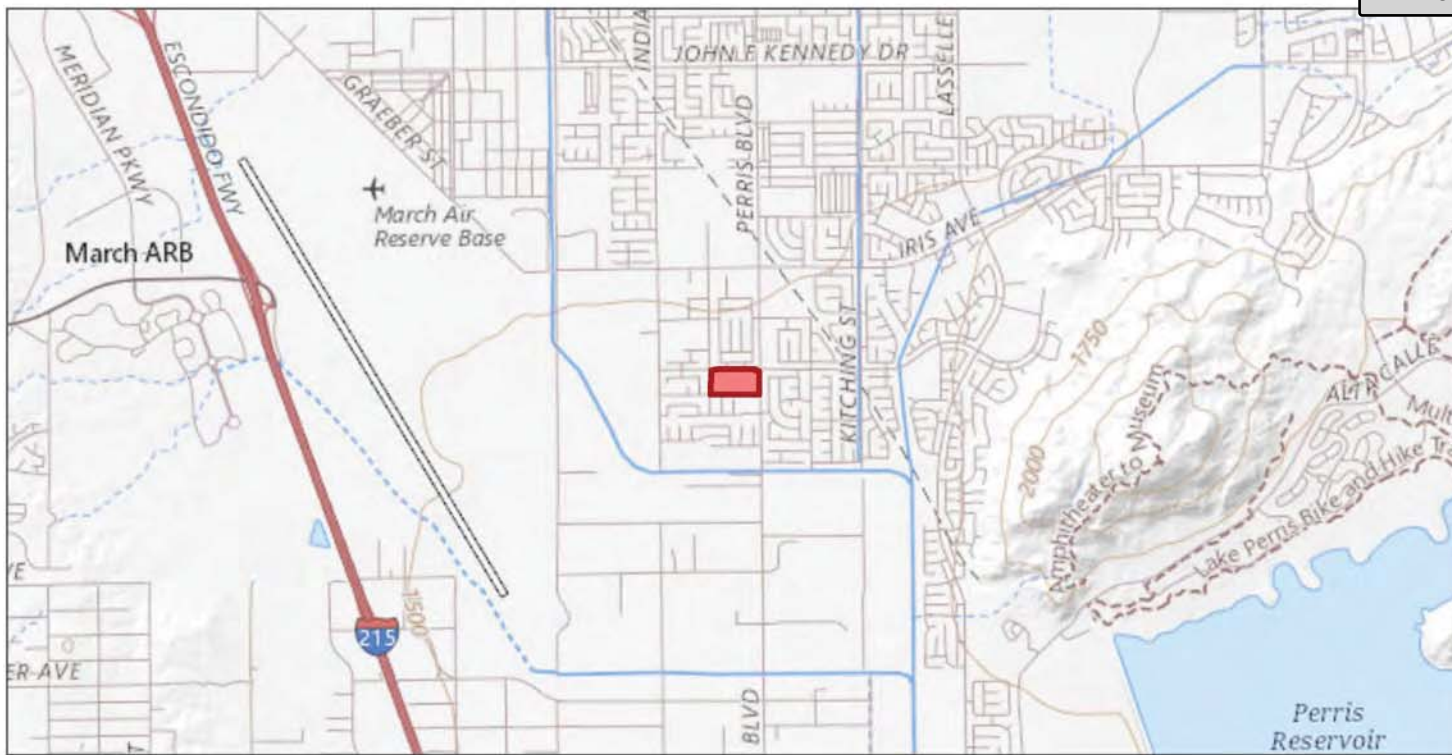 INDIA
JOHN F KENNEDY DR
LASSELLE
MERIDIAN PKWY
ESCONDIDO FWY
GRAEBER ST
PERRIS BLVD
March Air
Reserve Base
March ARB
IRIS AVE
KITCHING ST
1750
ALTA CALLE
2000
Amphitheater to Museum
Lake Perris Bike and Hike Tr
215
1500
ER AVE
BLVD
Perris
Reservoir